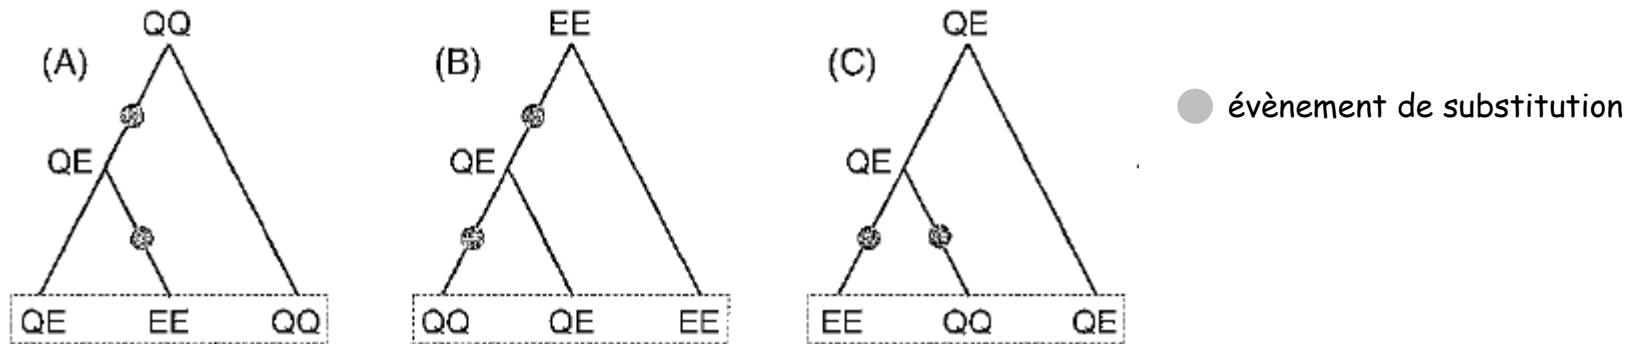 QQ
EE
QE
(A)
(B)
(C)
évènement de substitution
QE
QE
QE
QE EE QQ
QQ QE EE
EE QQ QE